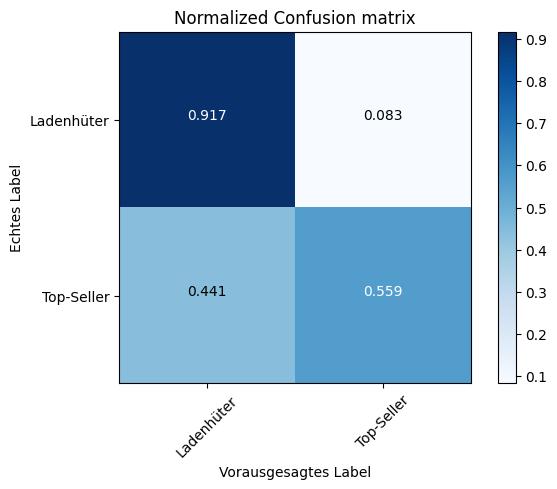 Normalized Confusion matrix
Echtes Label
Ladenhüter
Top-Seller
0.917
0.083
0.441
0.559
Ladenhüter
Top-Seller
Vorausgesagtes Label
0.9
0.8
0.7
0.6
0.5
0.4
0.3
0.2
0.1